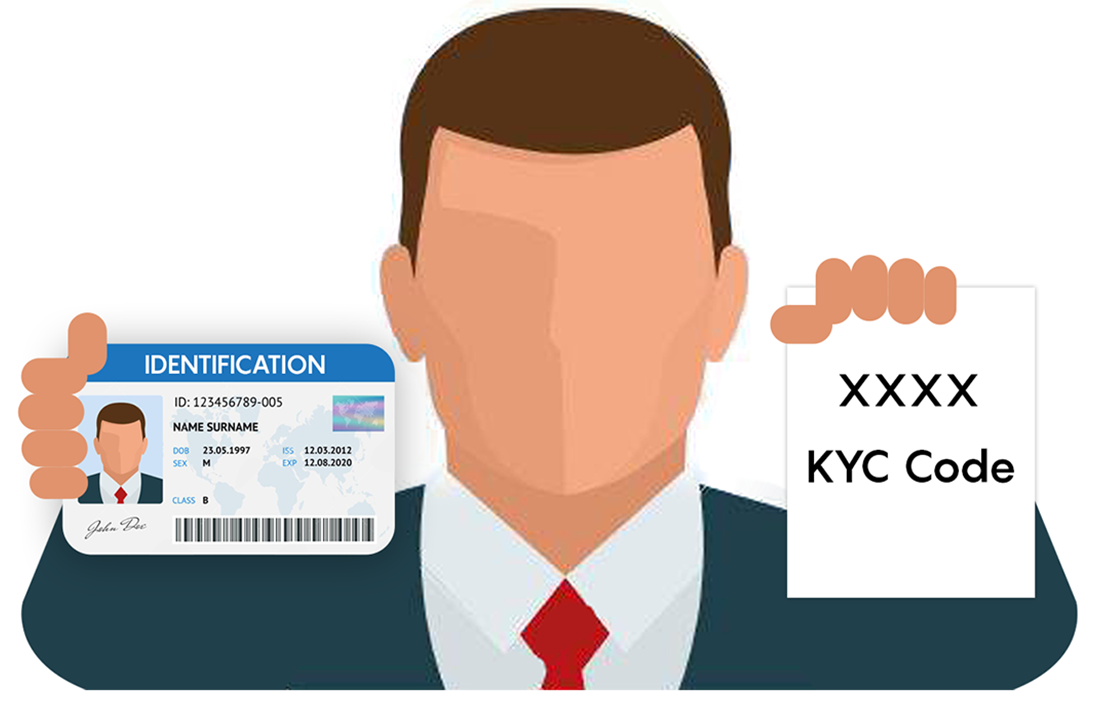 IDENTIFICATION
ID: 123456789-005
NAME SURNAME
DOB 23.05.1997 ISS 12.03.2012
SEX M EXP 12.08.2020
CLASS B
John Doe
XXXX
KYC Code